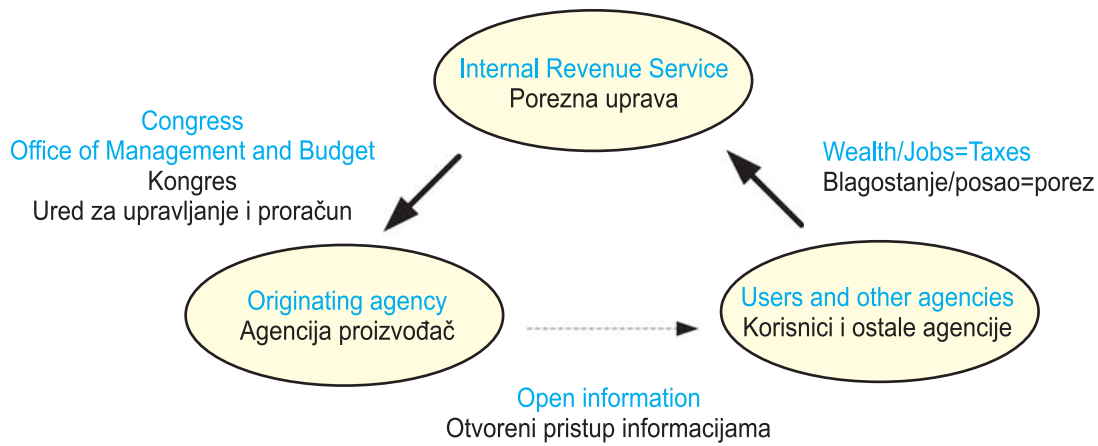 Internal Revenue Service
Porezna uprava
Congress
Office of Management and Budget
Kongres
Ured za upravljanje i proračun
Wealth/Jobs=Taxes
Blagostanje/posao=porez
Originating agency
Agencija proizvođač
Users and other agencies
Korisnici i ostale agencije
Open information
Otvoreni pristup informacijama